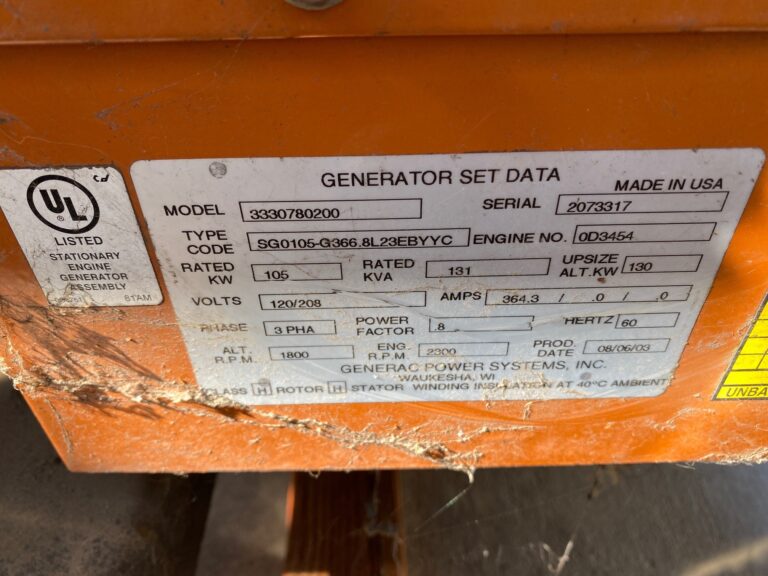 GENERATOR SET DATA
MADE IN USA
MODEL 3330780200 SERIAL 2073317
TYPE CODE SG0105-G366.8L23EBYYC ENGINE NO. 0D3454
RATED KW 105 RATED KVA 131 UPSIZE ALT.KW 130
VOLTS 120/208 AMPS 364.3 / .0 / .0
PHASE 3 PHA POWER FACTOR .8 HERTZ 60
ALT. R.P.M. 1800 ENG. R.P.M. 2300 PROD. DATE 08/06/03
GENERAC POWER SYSTEMS, INC.
WAUKESHA, WI
CLASS H ROTOR H STATOR WINDING INSULATION AT 40°C AMBIENT
UL
LISTED
STATIONARY
ENGINE
GENERATOR
ASSEMBLY
81AM
UNBA